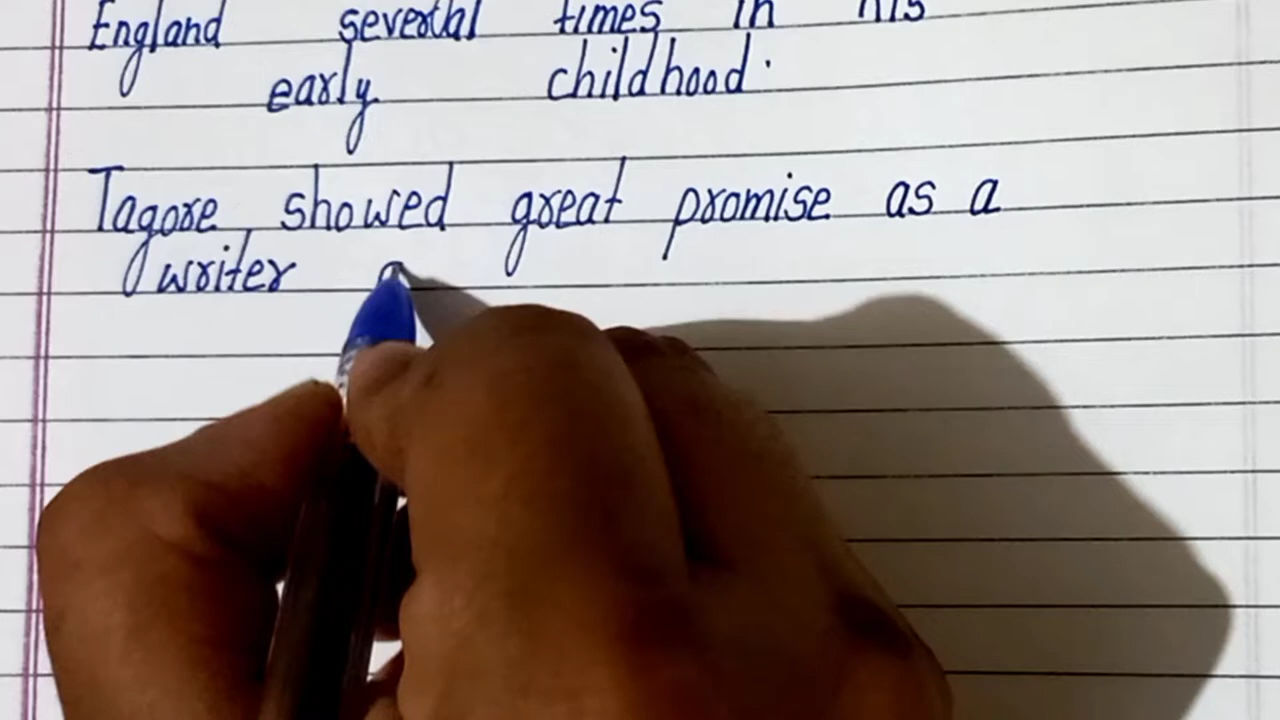 England several times in his
early childhood.
Tagore showed great promise as a
writer